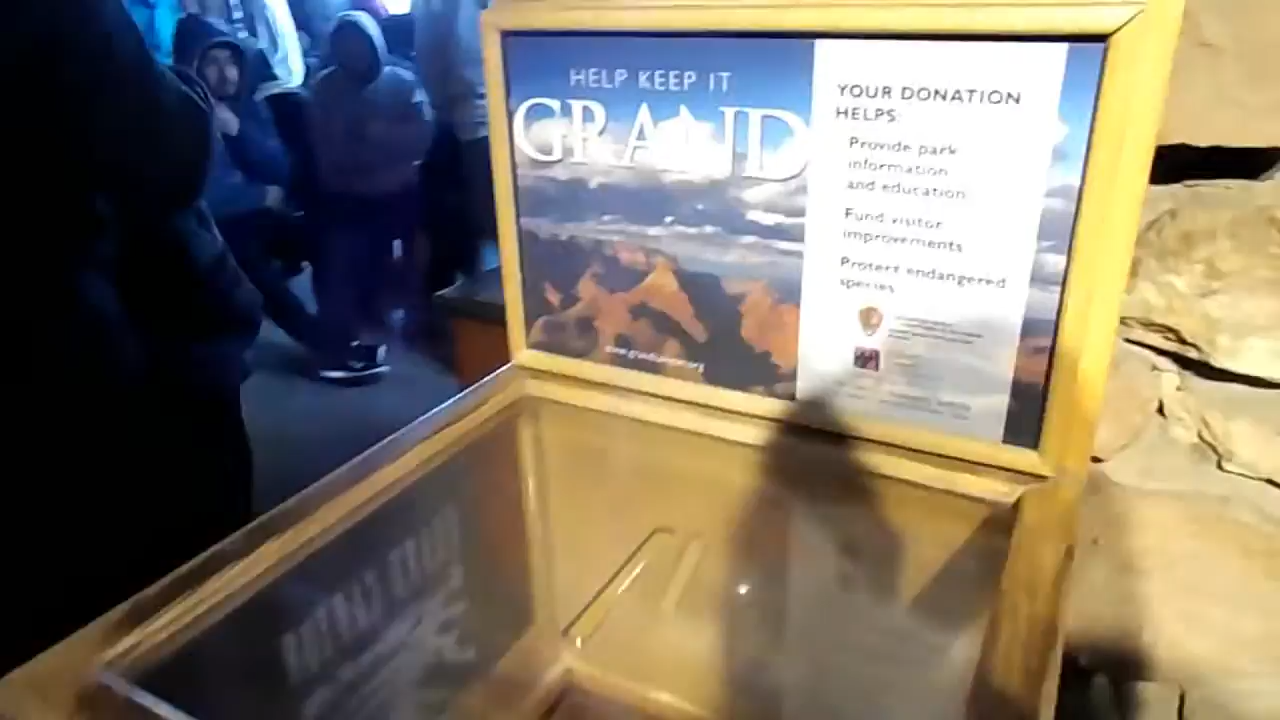 HELP KEEP IT
GRAND
YOUR DONATION
HELPS:
Provide park
information
and education
Fund visitor
improvements
Protect endangered
species